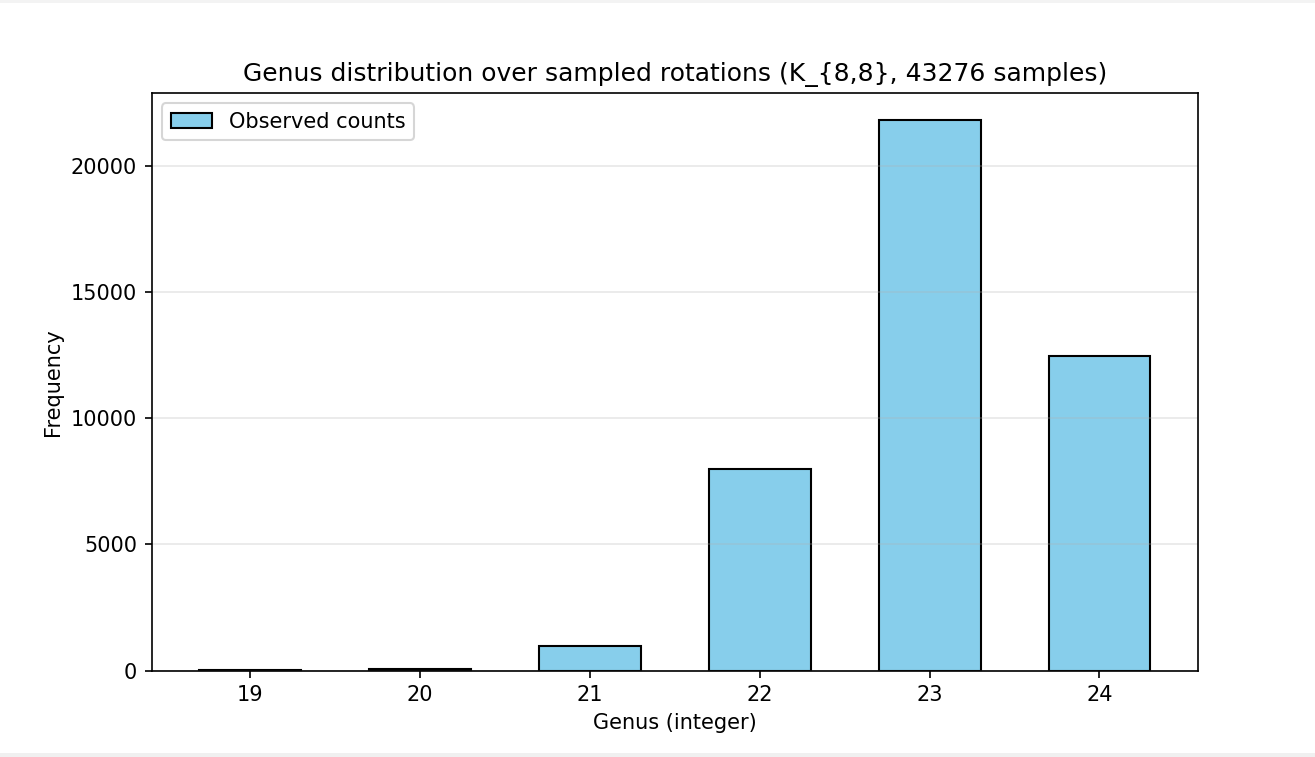 Genus distribution over sampled rotations (K_{8,8}, 43276 samples)
Observed counts
20000
15000
10000
5000
0
Frequency
19 20 21 22 23 24
Genus (integer)